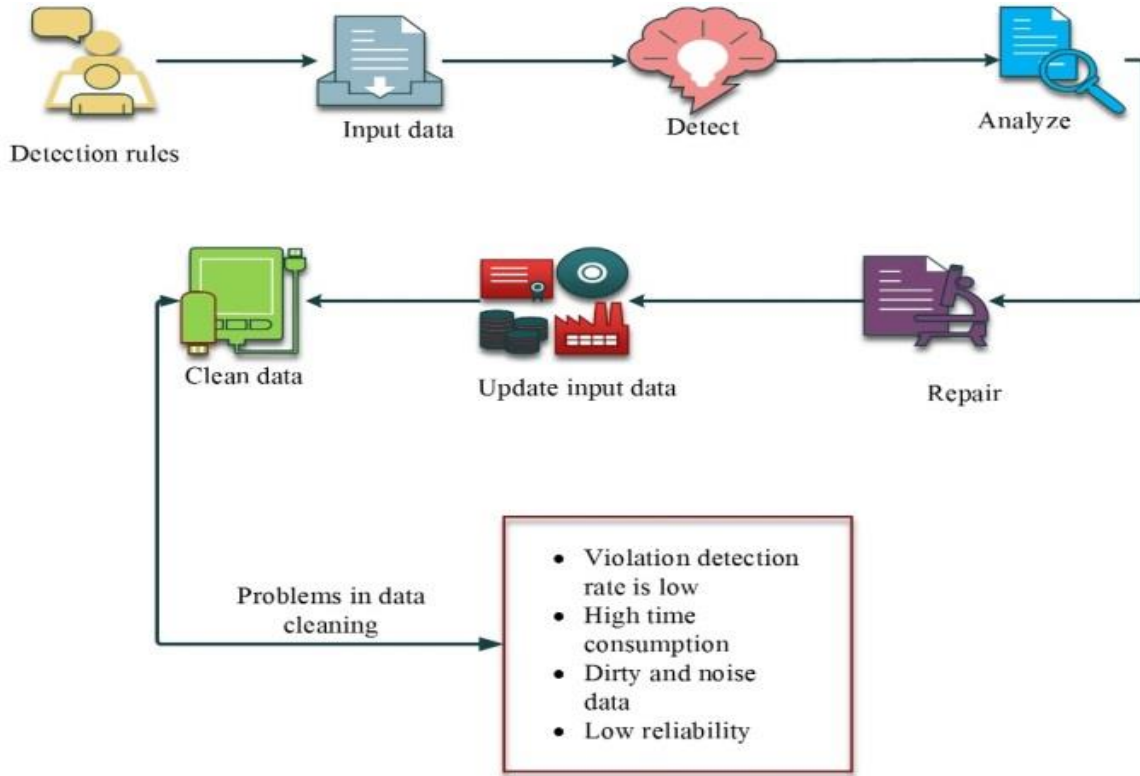 Detection rules
Input data
Detect
Analyze
Clean data
Update input data
Repair
Problems in data
cleaning
• Violation detection
rate is low
• High time
consumption
• Dirty and noise
data
• Low reliability